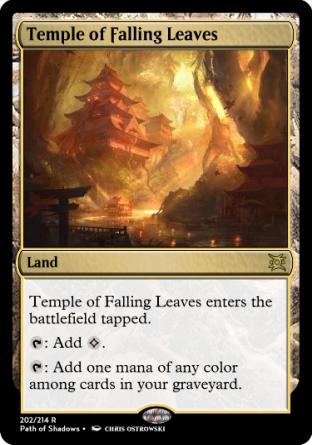 Temple of Falling Leaves
Land
Temple of Falling Leaves enters the
battlefield tapped.
: Add .
: Add one mana of any color
among cards in your graveyard.
202/214 R
Path of Shadows • CHRIS OSTROWSKI